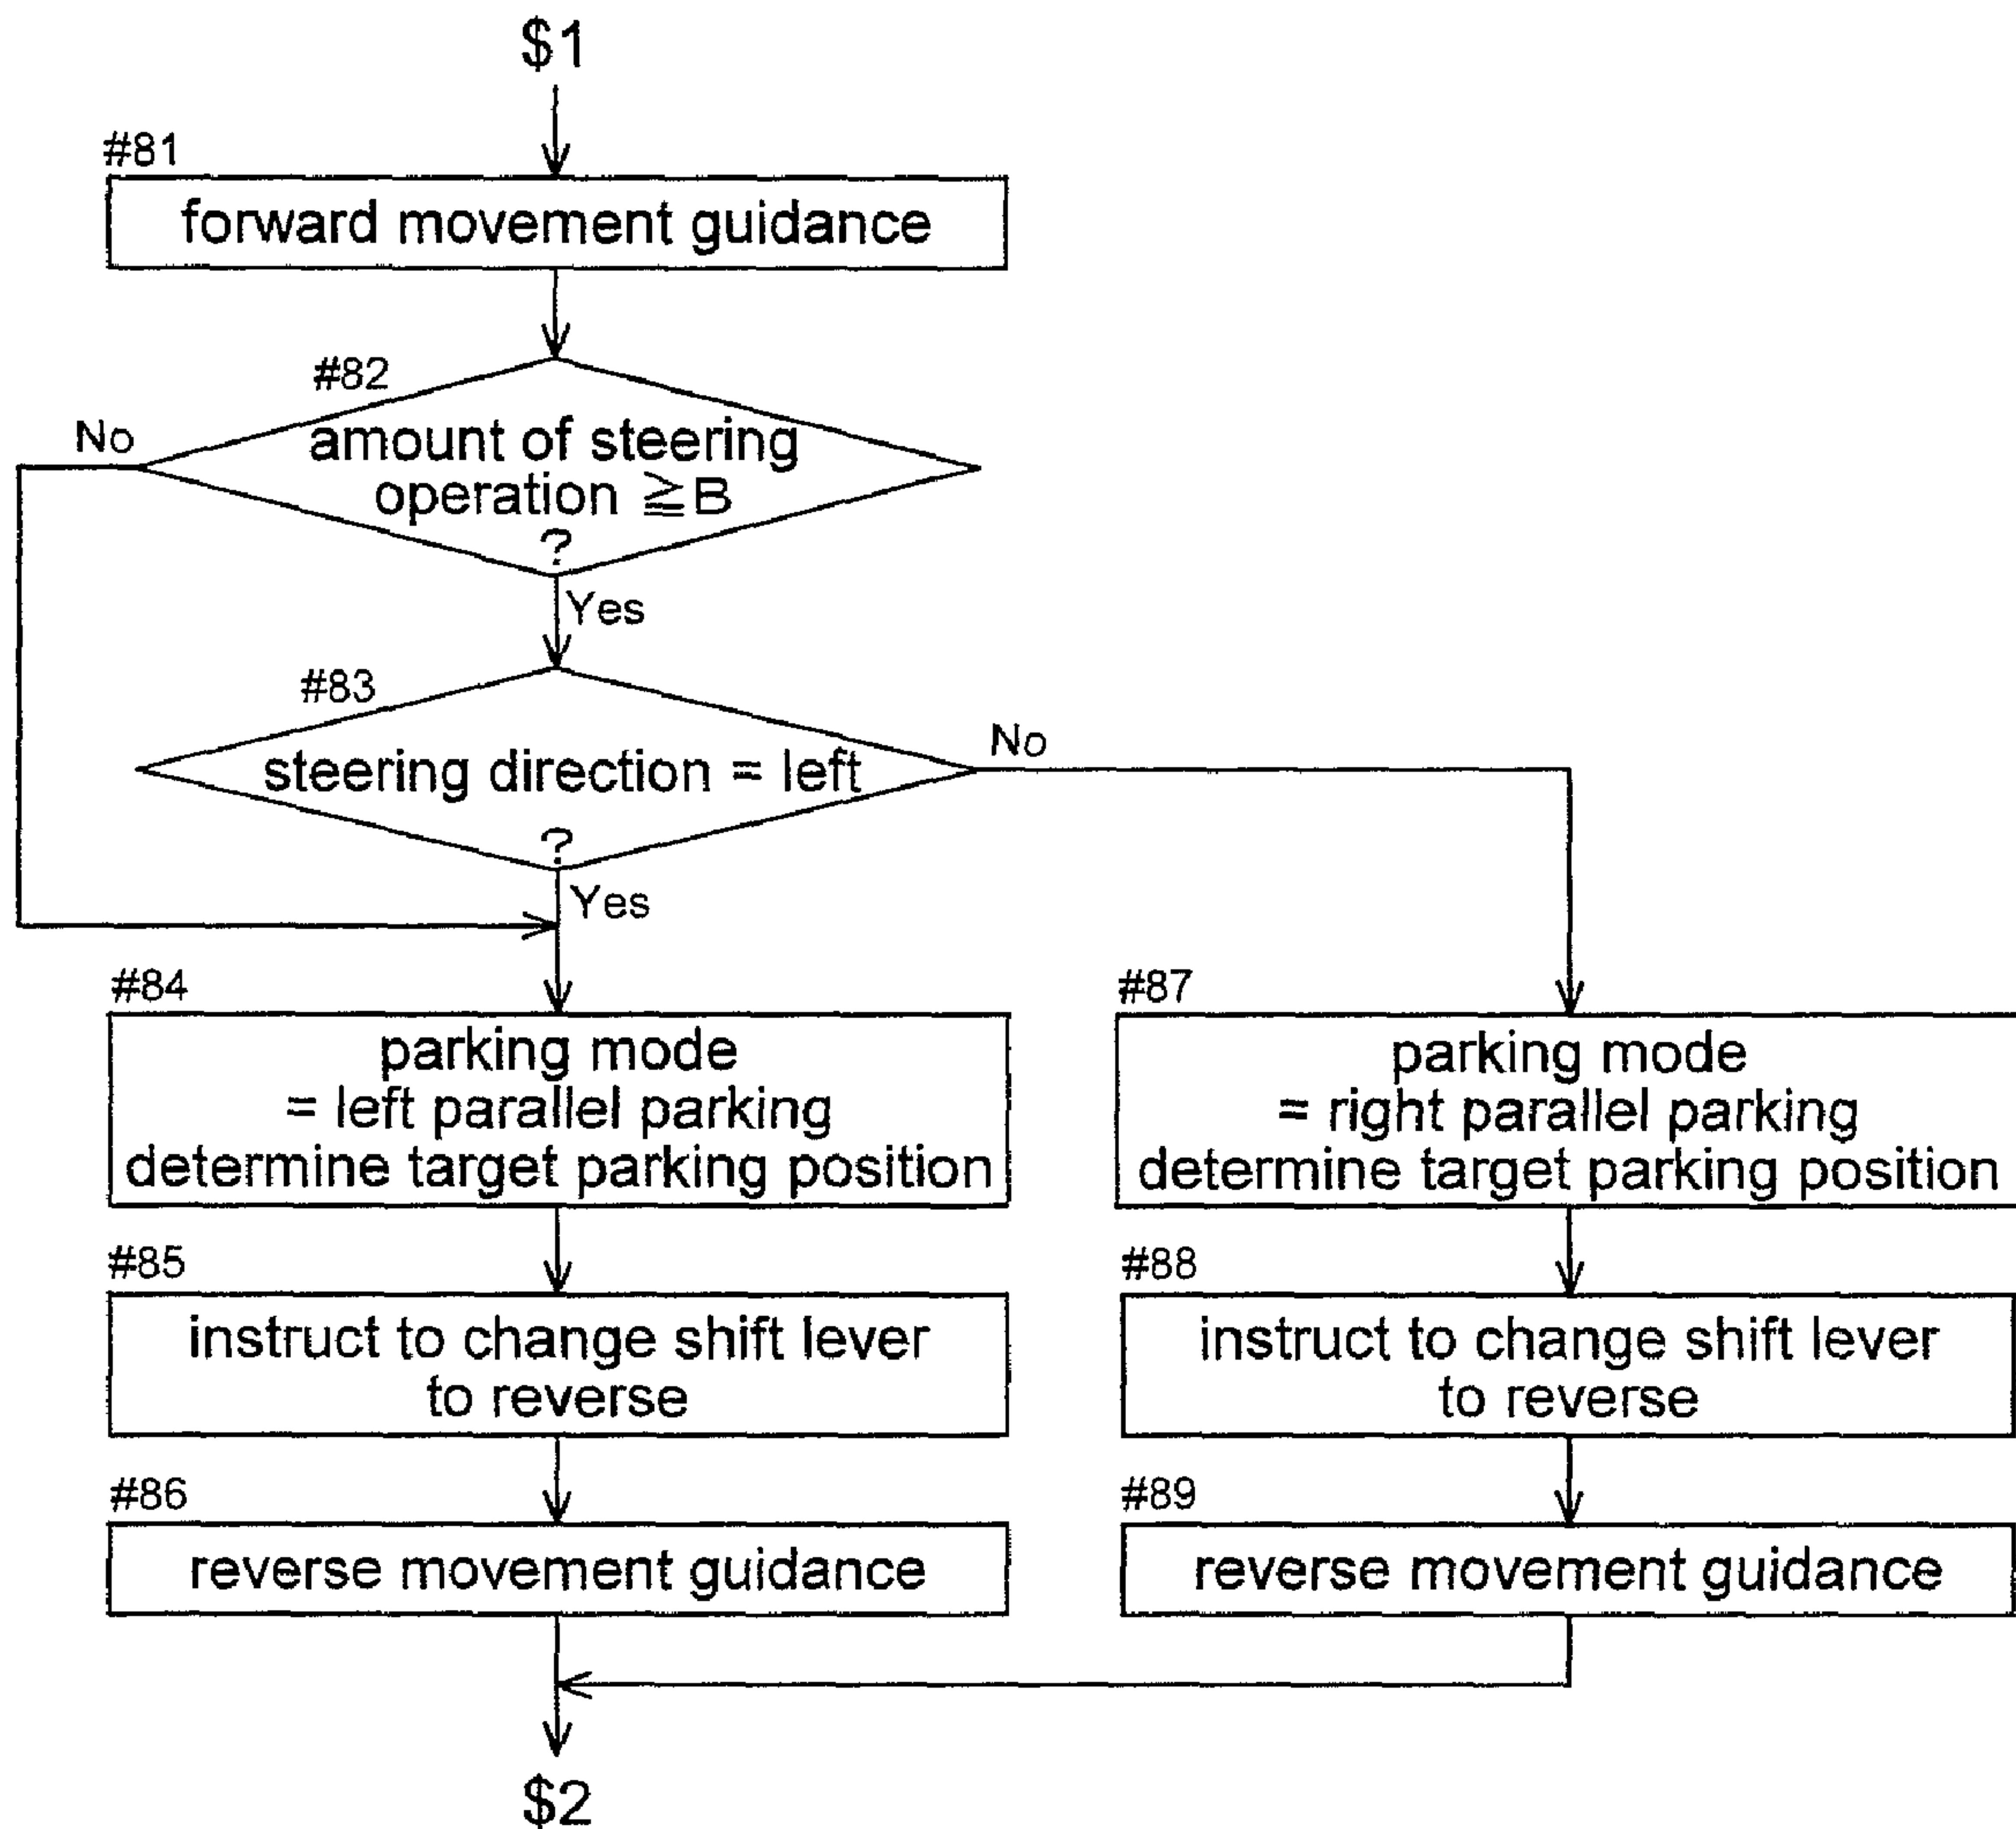 $1
#81
forward movement guidance
#82
No
amount of steering
operation ≧B
?
Yes
#83
No
steering direction = left
?
Yes
#84
parking mode
= left parallel parking
determine target parking position
#87
parking mode
= right parallel parking
determine target parking position
#85
instruct to change shift lever
to reverse
#88
instruct to change shift lever
to reverse
#86
reverse movement guidance
#89
reverse movement guidance
$2